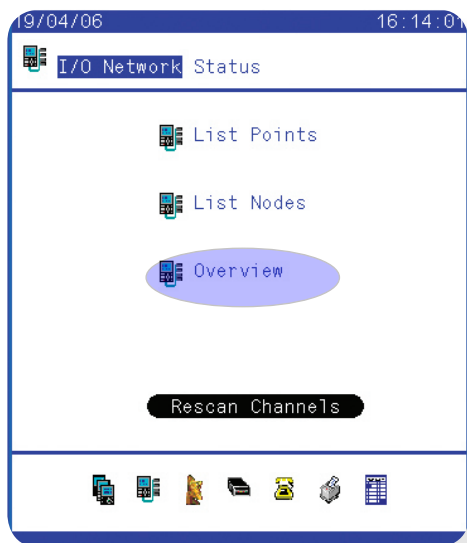 19/04/06 16:14:01
I/O Network Status
List Points
List Nodes
Overview
Rescan Channels